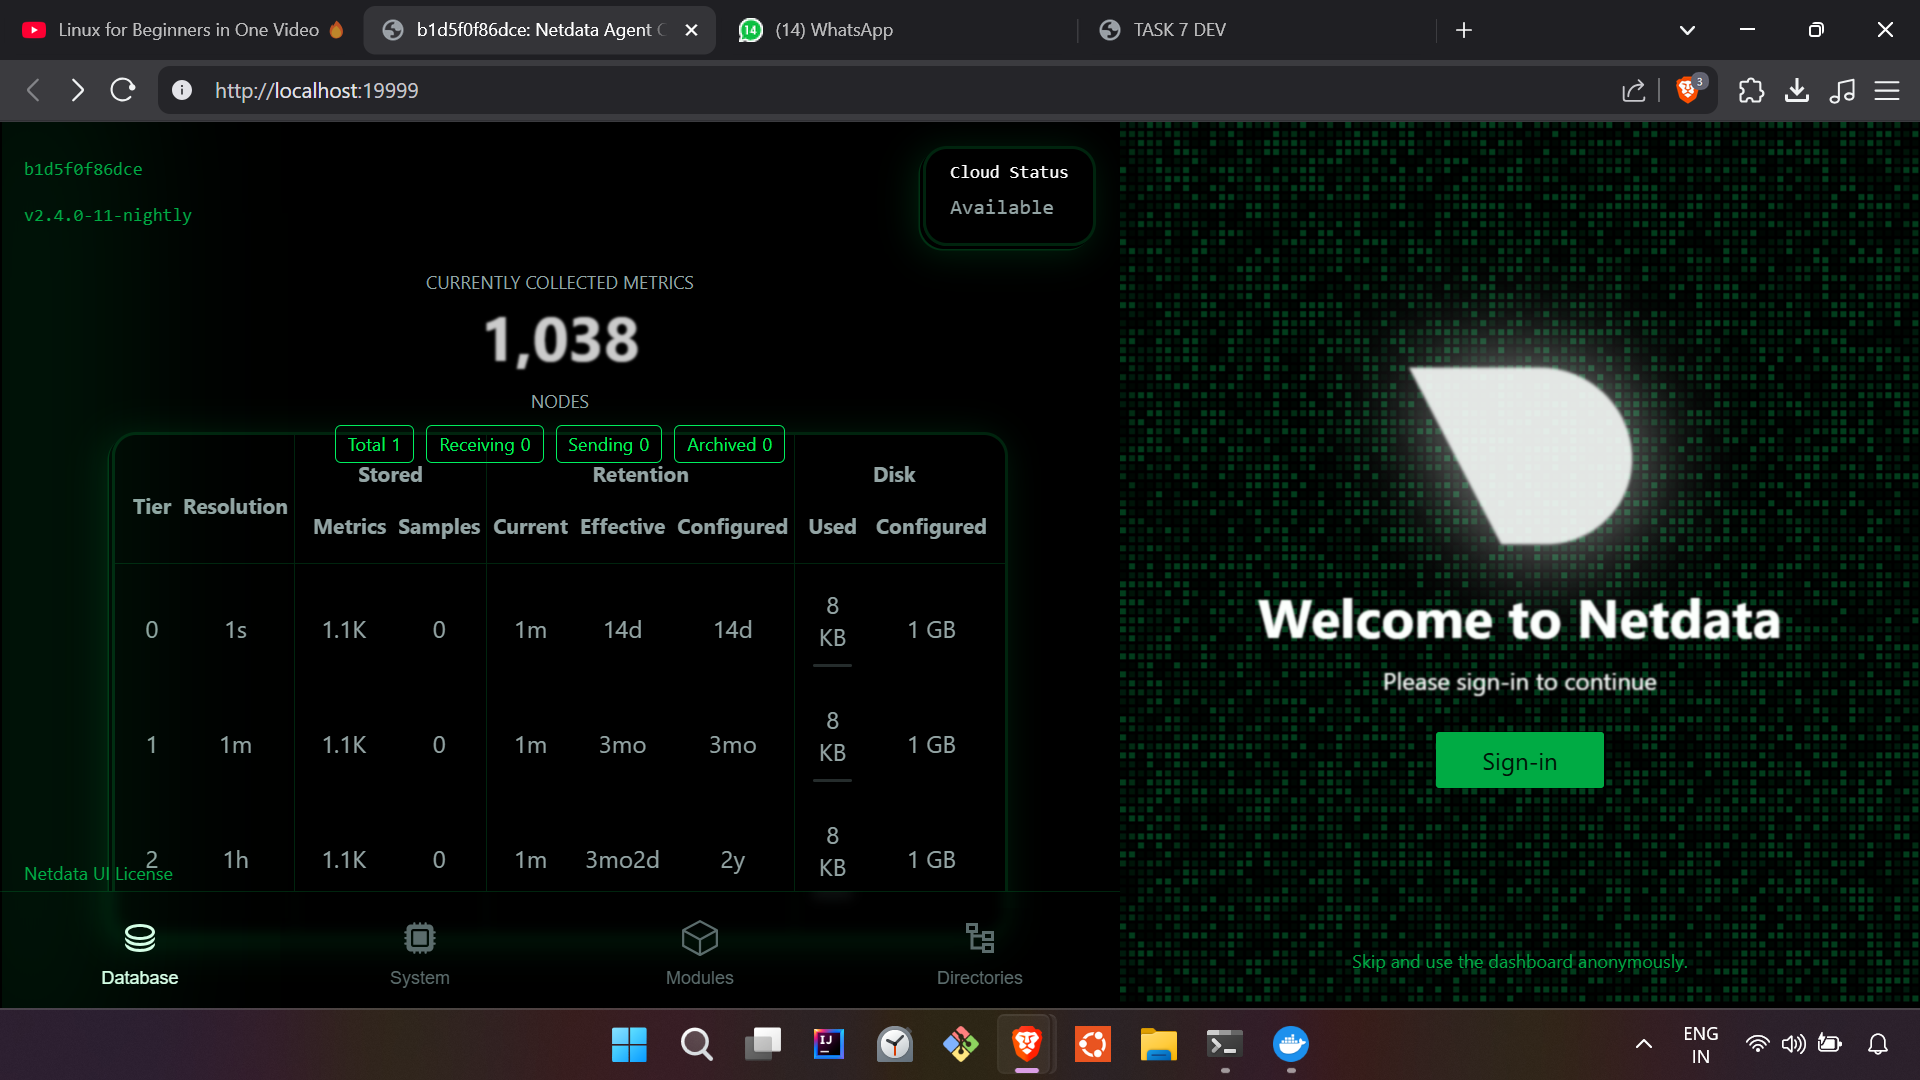 Linux for Beginners in One Video
b1d5f0f86dce: Netdata Agent C
14
(14) WhatsApp
TASK 7 DEV
http://localhost:19999
3
b1d5f0f86dce
v2.4.0-11-nightly
Cloud Status
Available
CURRENTLY COLLECTED METRICS
1,038
NODES
Total 1 Receiving 0 Sending 0 Archived 0
Stored Retention Disk
Tier Resolution
Metrics Samples Current Effective Configured Used Configured
0 1s 1.1K 0 1m 14d 14d 8 KB 1 GB
1 1m 1.1K 0 1m 3mo 3mo 8 KB 1 GB
2 1h 1.1K 0 1m 3mo2d 2y 8 KB 1 GB
Netdata UI License
Database
System
Modules
Directories
Welcome to Netdata
Please sign-in to continue
Sign-in
Skip and use the dashboard anonymously.
IJ
ENG
IN